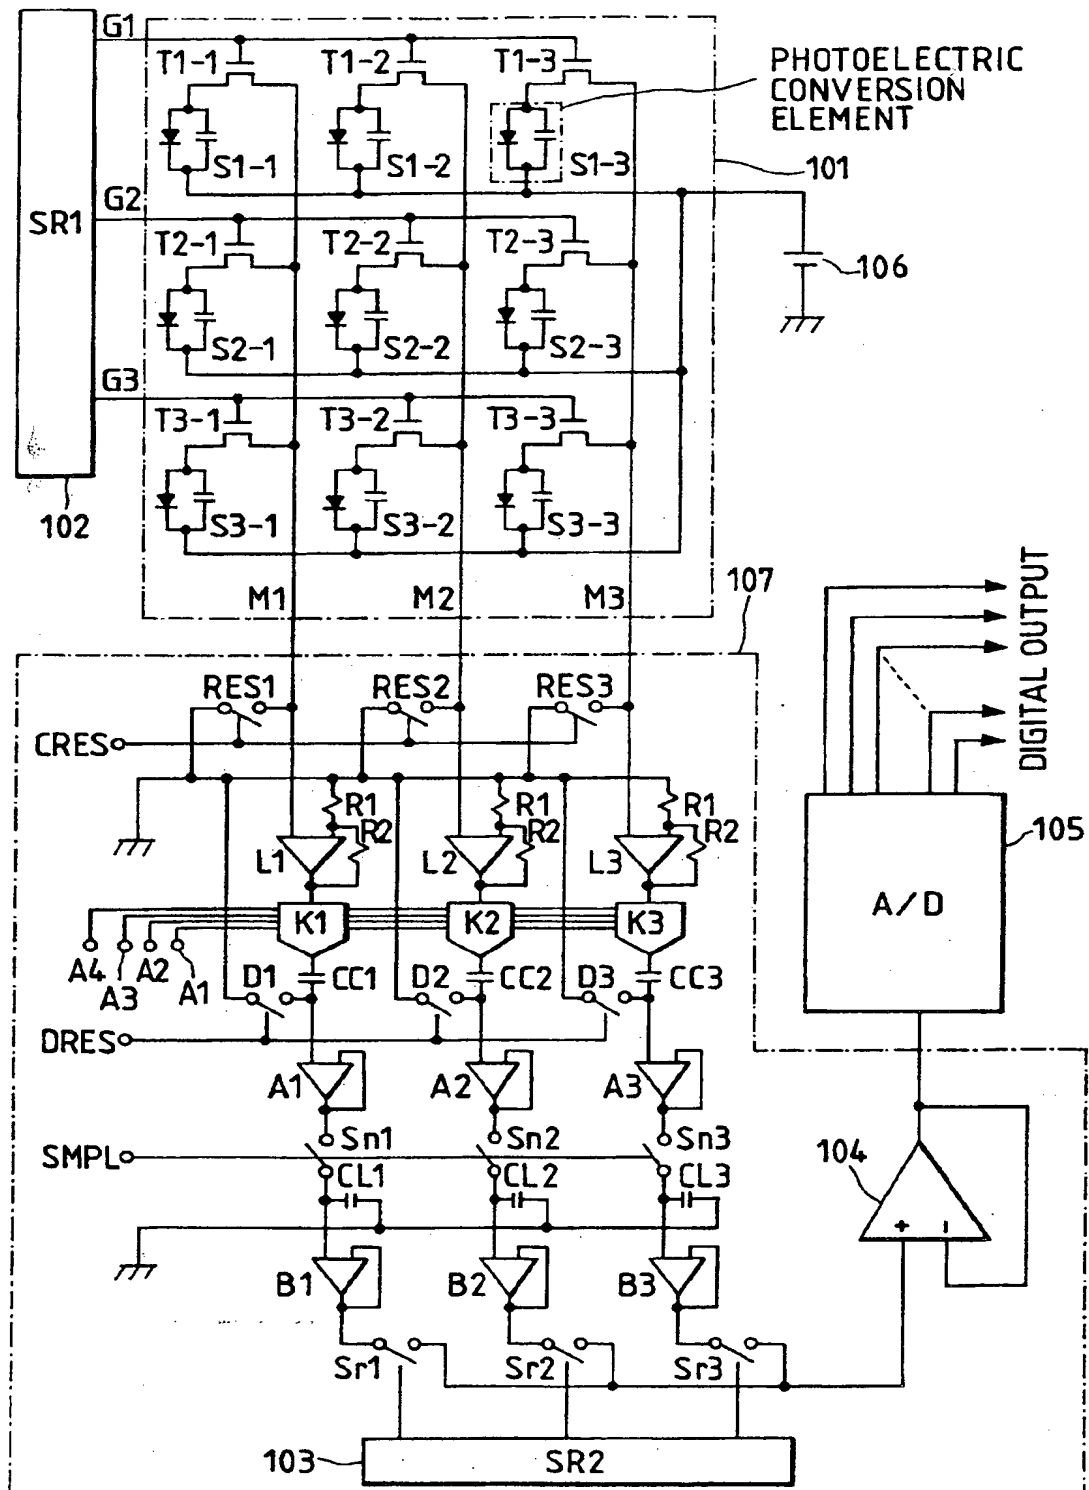 G1
T1-1
T1-2
T1-3
PHOTOELECTRIC
CONVERSION
ELEMENT
S1-1
S1-2
S1-3
101
SR1
G2
T2-1
T2-2
T2-3
106
S2-1
S2-2
S2-3
G3
T3-1
T3-2
T3-3
S3-1
S3-2
S3-3
102
M1
M2
M3
107
DIGITAL OUTPUT
RES1
RES2
RES3
CRES
R1
R1
R1
R2
R2
R2
L1
L2
L3
105
A/D
K1
K2
K3
A4
A3
A2
A1
D1
CC1
D2
CC2
D3
CC3
DRES
A1
A2
A3
SMPL
Sn1
Sn2
Sn3
CL1
CL2
CL3
104
+
-
B1
B2
B3
Sr1
Sr2
Sr3
103
SR2